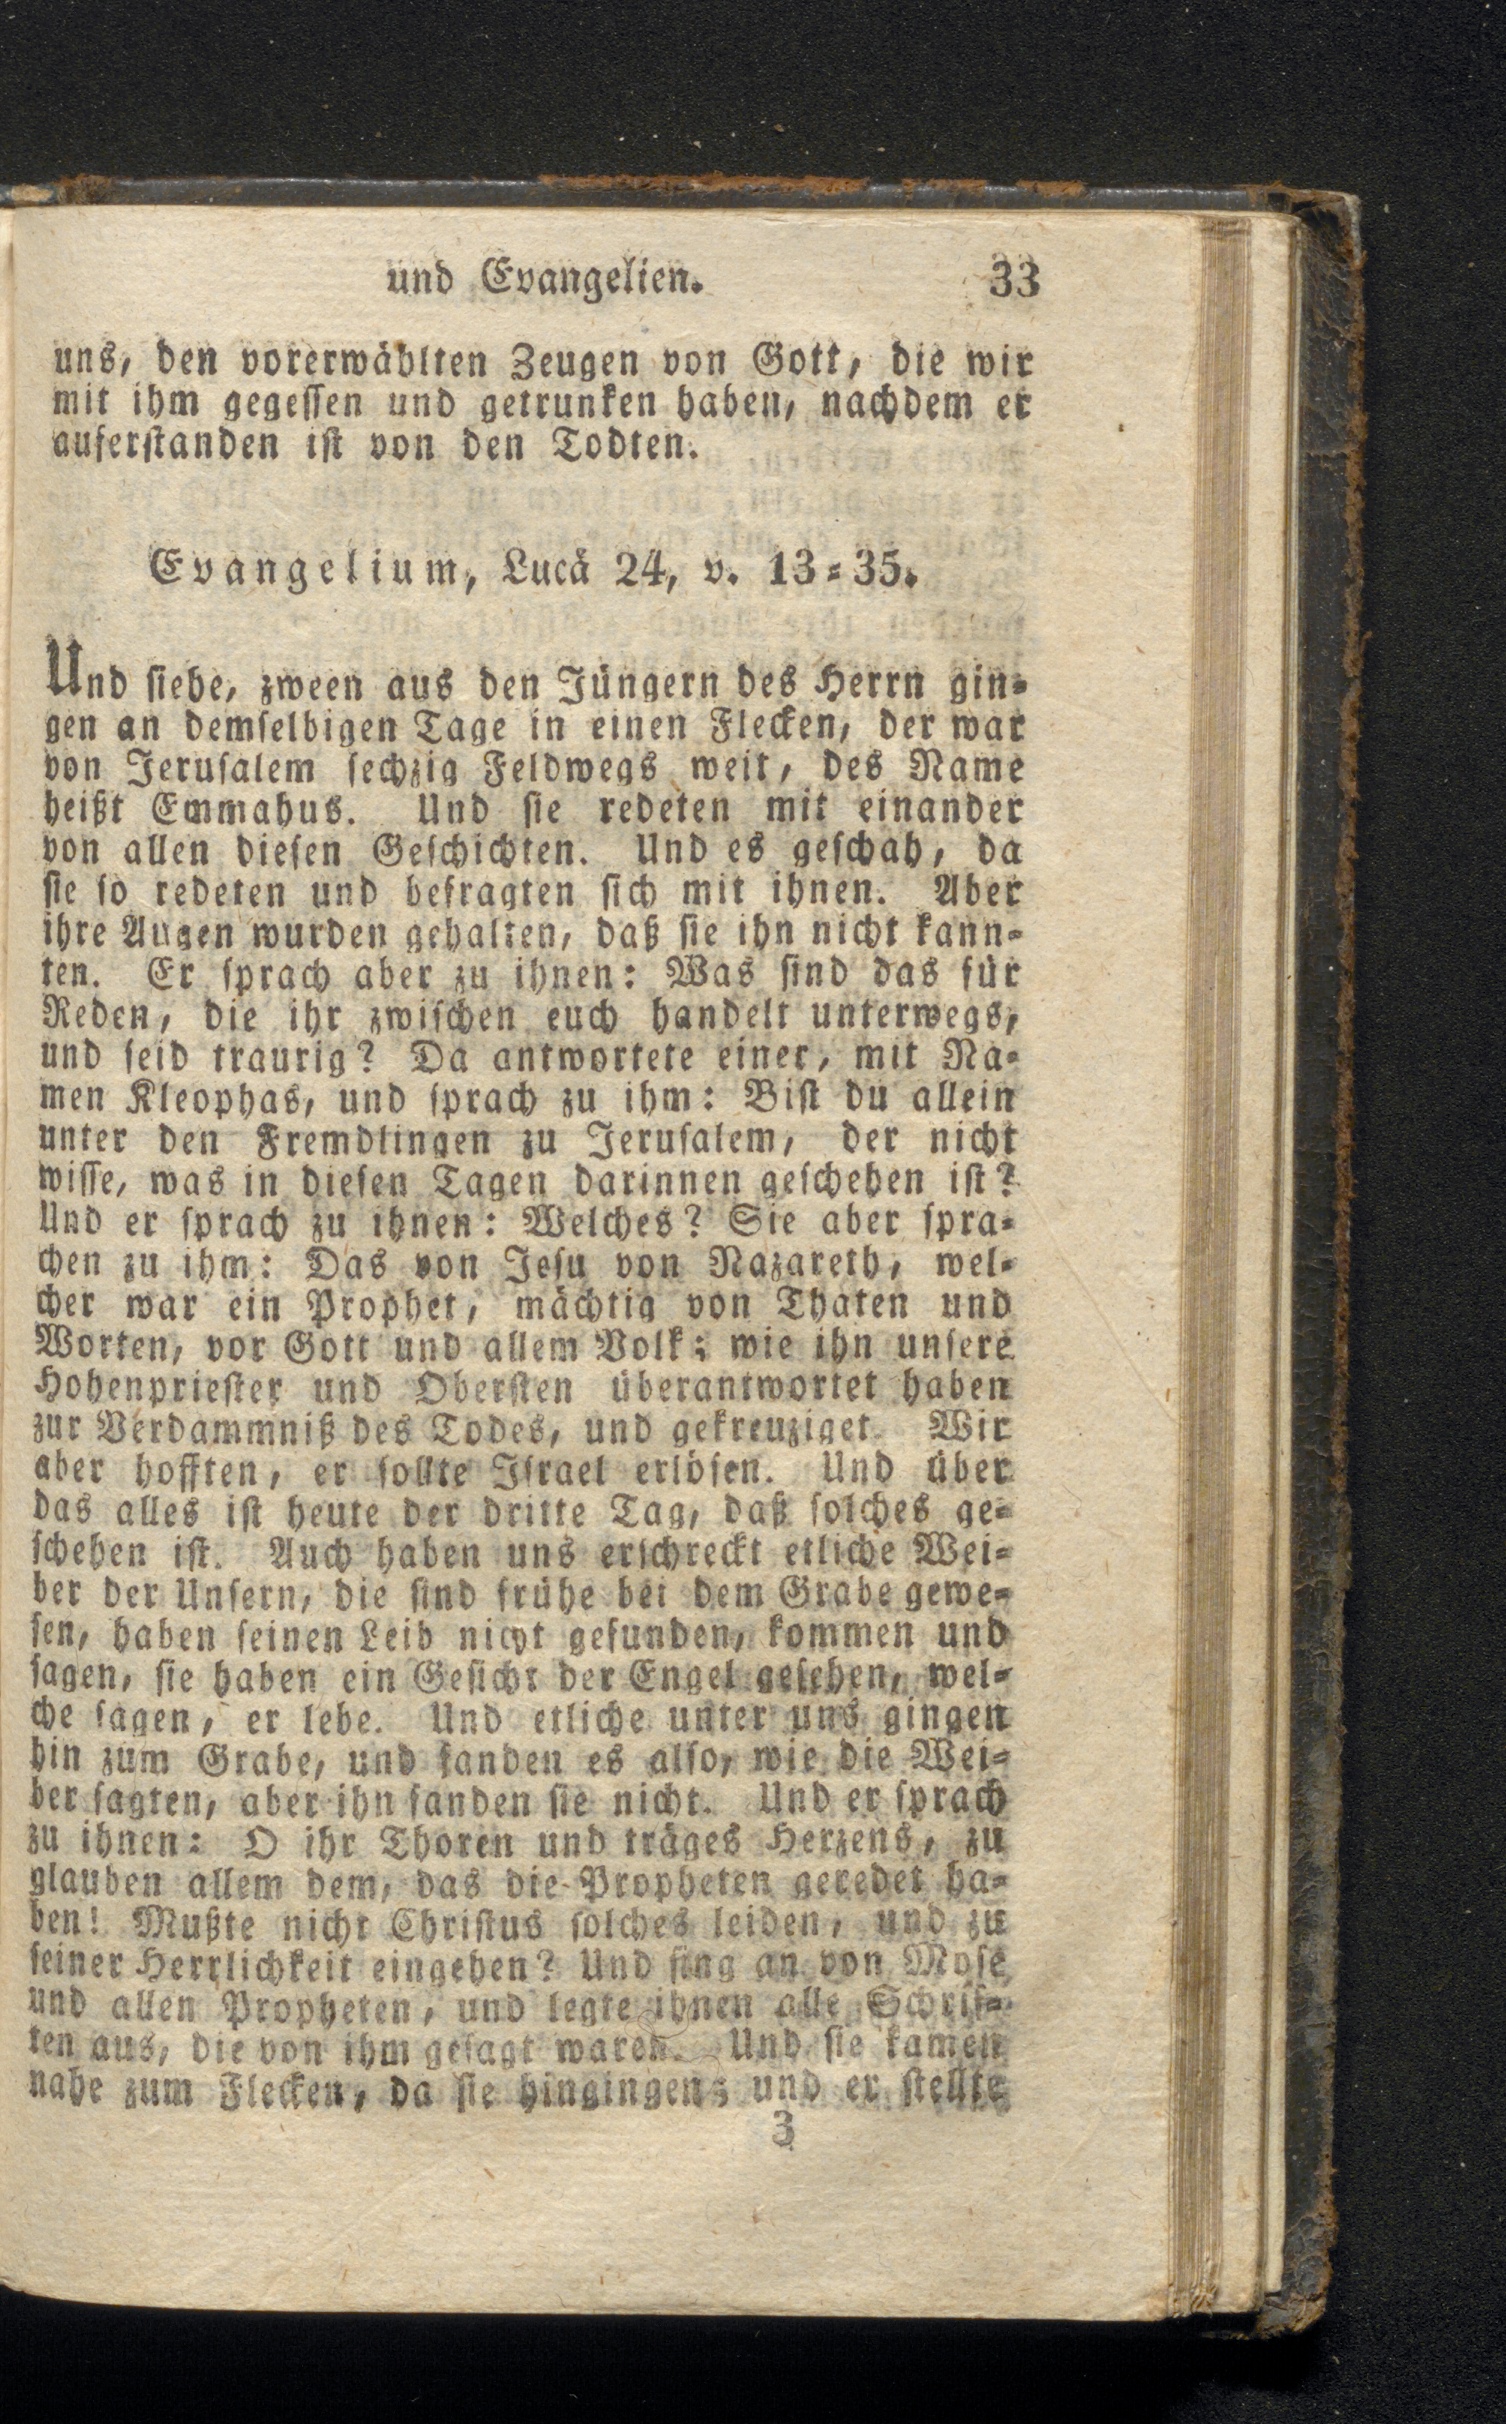 und Evangelien. 33
uns, den vorerwählten Zeugen von Gott, die wir
mit ihm gegessen und getrunken haben, nachdem er
auferstanden ist von den Todten.
Evangelium, Lucä 24, v. 13=35.
Und siehe, zween aus den Jüngern des Herrn gin=
gen an demselbigen Tage in einen Flecken, der war
von Jerusalem sechzig Feldwegs weit, des Name
heißt Emmahus. Und sie redeten mit einander
von allen diesen Geschichten. Und es geschah, da
sie so redeten und befragten sich mit ihnen. Aber
ihre Augen wurden gehalten, daß sie ihn nicht kann=
ten. Er sprach aber zu ihnen: Was sind das für
Reden, die ihr zwischen euch handelt unterwegs,
und seid traurig? Da antwortete einer, mit Na=
men Kleophas, und sprach zu ihm: Bist du allein
unter den Fremdlingen zu Jerusalem, der nicht
wisse, was in diesen Tagen darinnen geschehen ist?
Und er sprach zu ihnen: Welches? Sie aber spra=
chen zu ihm: Das von Jesu von Nazareth, wel=
cher war ein Prophet, mächtig von Thaten und
Worten, vor Gott und allem Volk; wie ihn unsere
Hohenpriester und Obersten überantwortet haben
zur Verdammniß des Todes, und gekreuziget. Wir
aber hofften, er sollte Israel erlösen. Und über
das alles ist heute der dritte Tag, daß solches ge=
schehen ist. Auch haben uns erschreckt etliche Wei=
ber der Unsern, die sind frühe bei dem Grabe gewe=
sen, haben seinen Leib nicht gefunden, kommen und
sagen, sie haben ein Gesicht der Engel gesehen, wel=
che sagen, er lebe. Und etliche unter uns gingen
hin zum Grabe, und fanden es also, wie die Wei=
ber sagten, aber ihn fanden sie nicht. Und er sprach
zu ihnen: O ihr Thoren und träges Herzens, zu
glauben allem dem, das die Propheten geredet ha=
ben! Mußte nicht Christus solches leiden, und zu
seiner Herrlichkeit eingehen? Und fing an von Mose
und allen Propheten, und legte ihnen alle Schrif=
ten aus, die von ihm gesagt waren. Und sie kamen
nahe zum Flecken, da sie hingingen; und er stellte
3